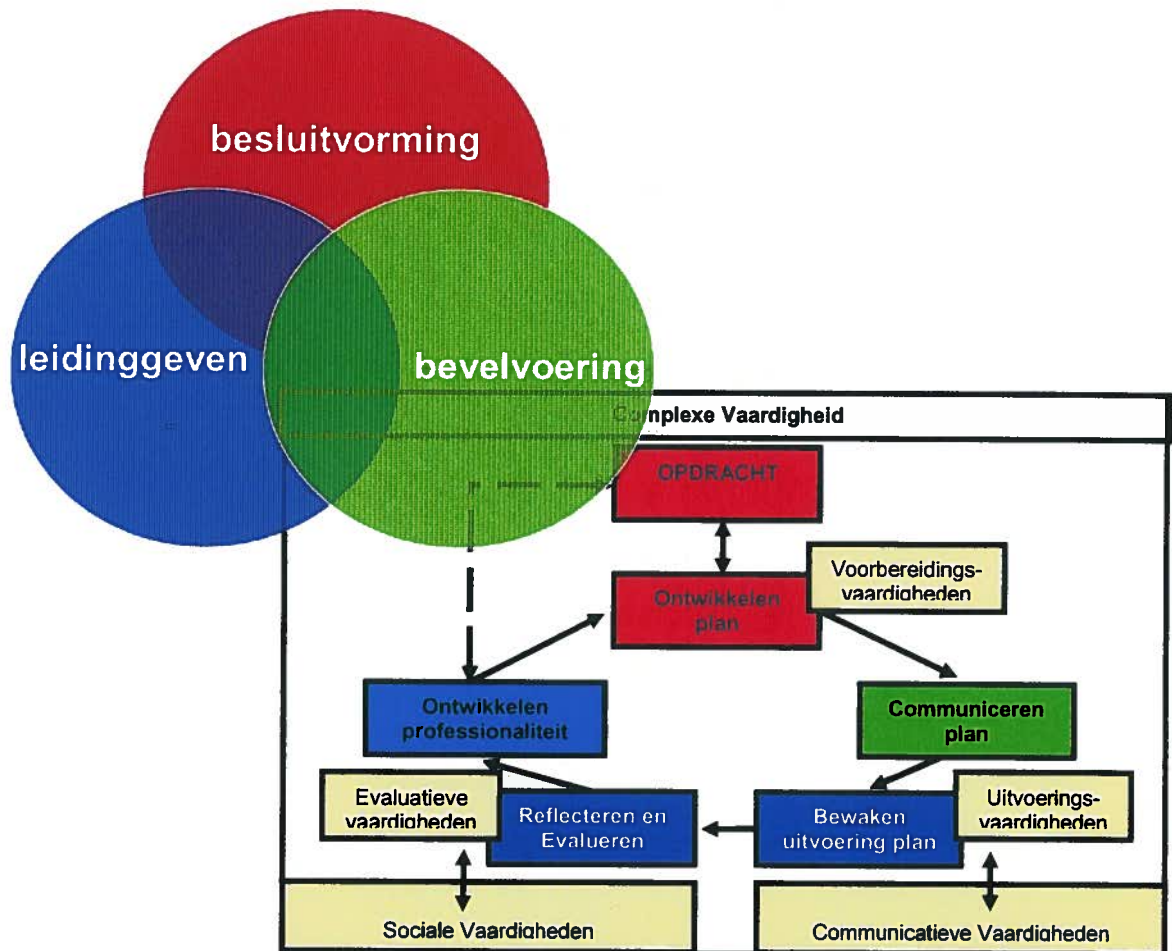 besluitvorming
leidinggeven
bevelvoering
Complexe Vaardigheid
OPDRACHT
Voorbereidings-
vaardigheden
Ontwikkelen
plan
Ontwikkelen
professionaliteit
Communiceren
plan
Evaluatieve
vaardigheden
Reflecteren en
Evalueren
Bewaken
uitvoering plan
Uitvoerings-
vaardigheden
Sociale Vaardigheden
Communicatieve Vaardigheden